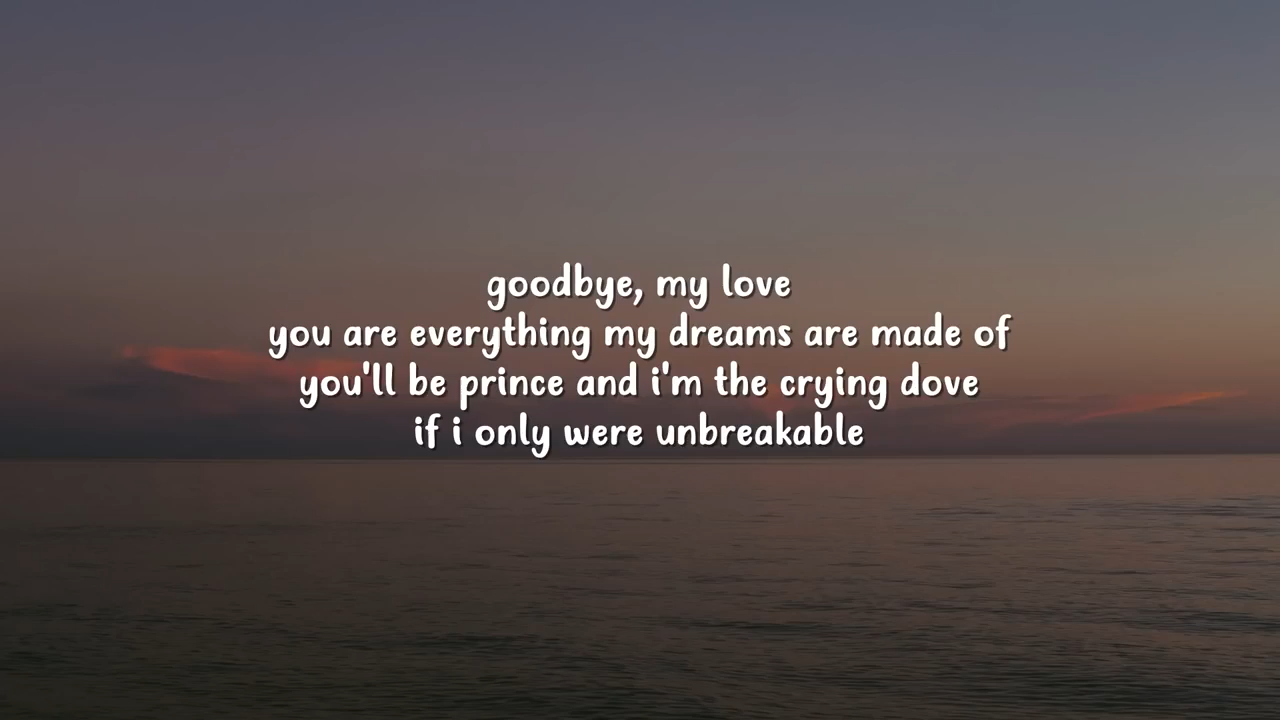 goodbye, my love
you are everything my dreams are made of
you'll be prince and i'm the crying dove
if i only were unbreakable